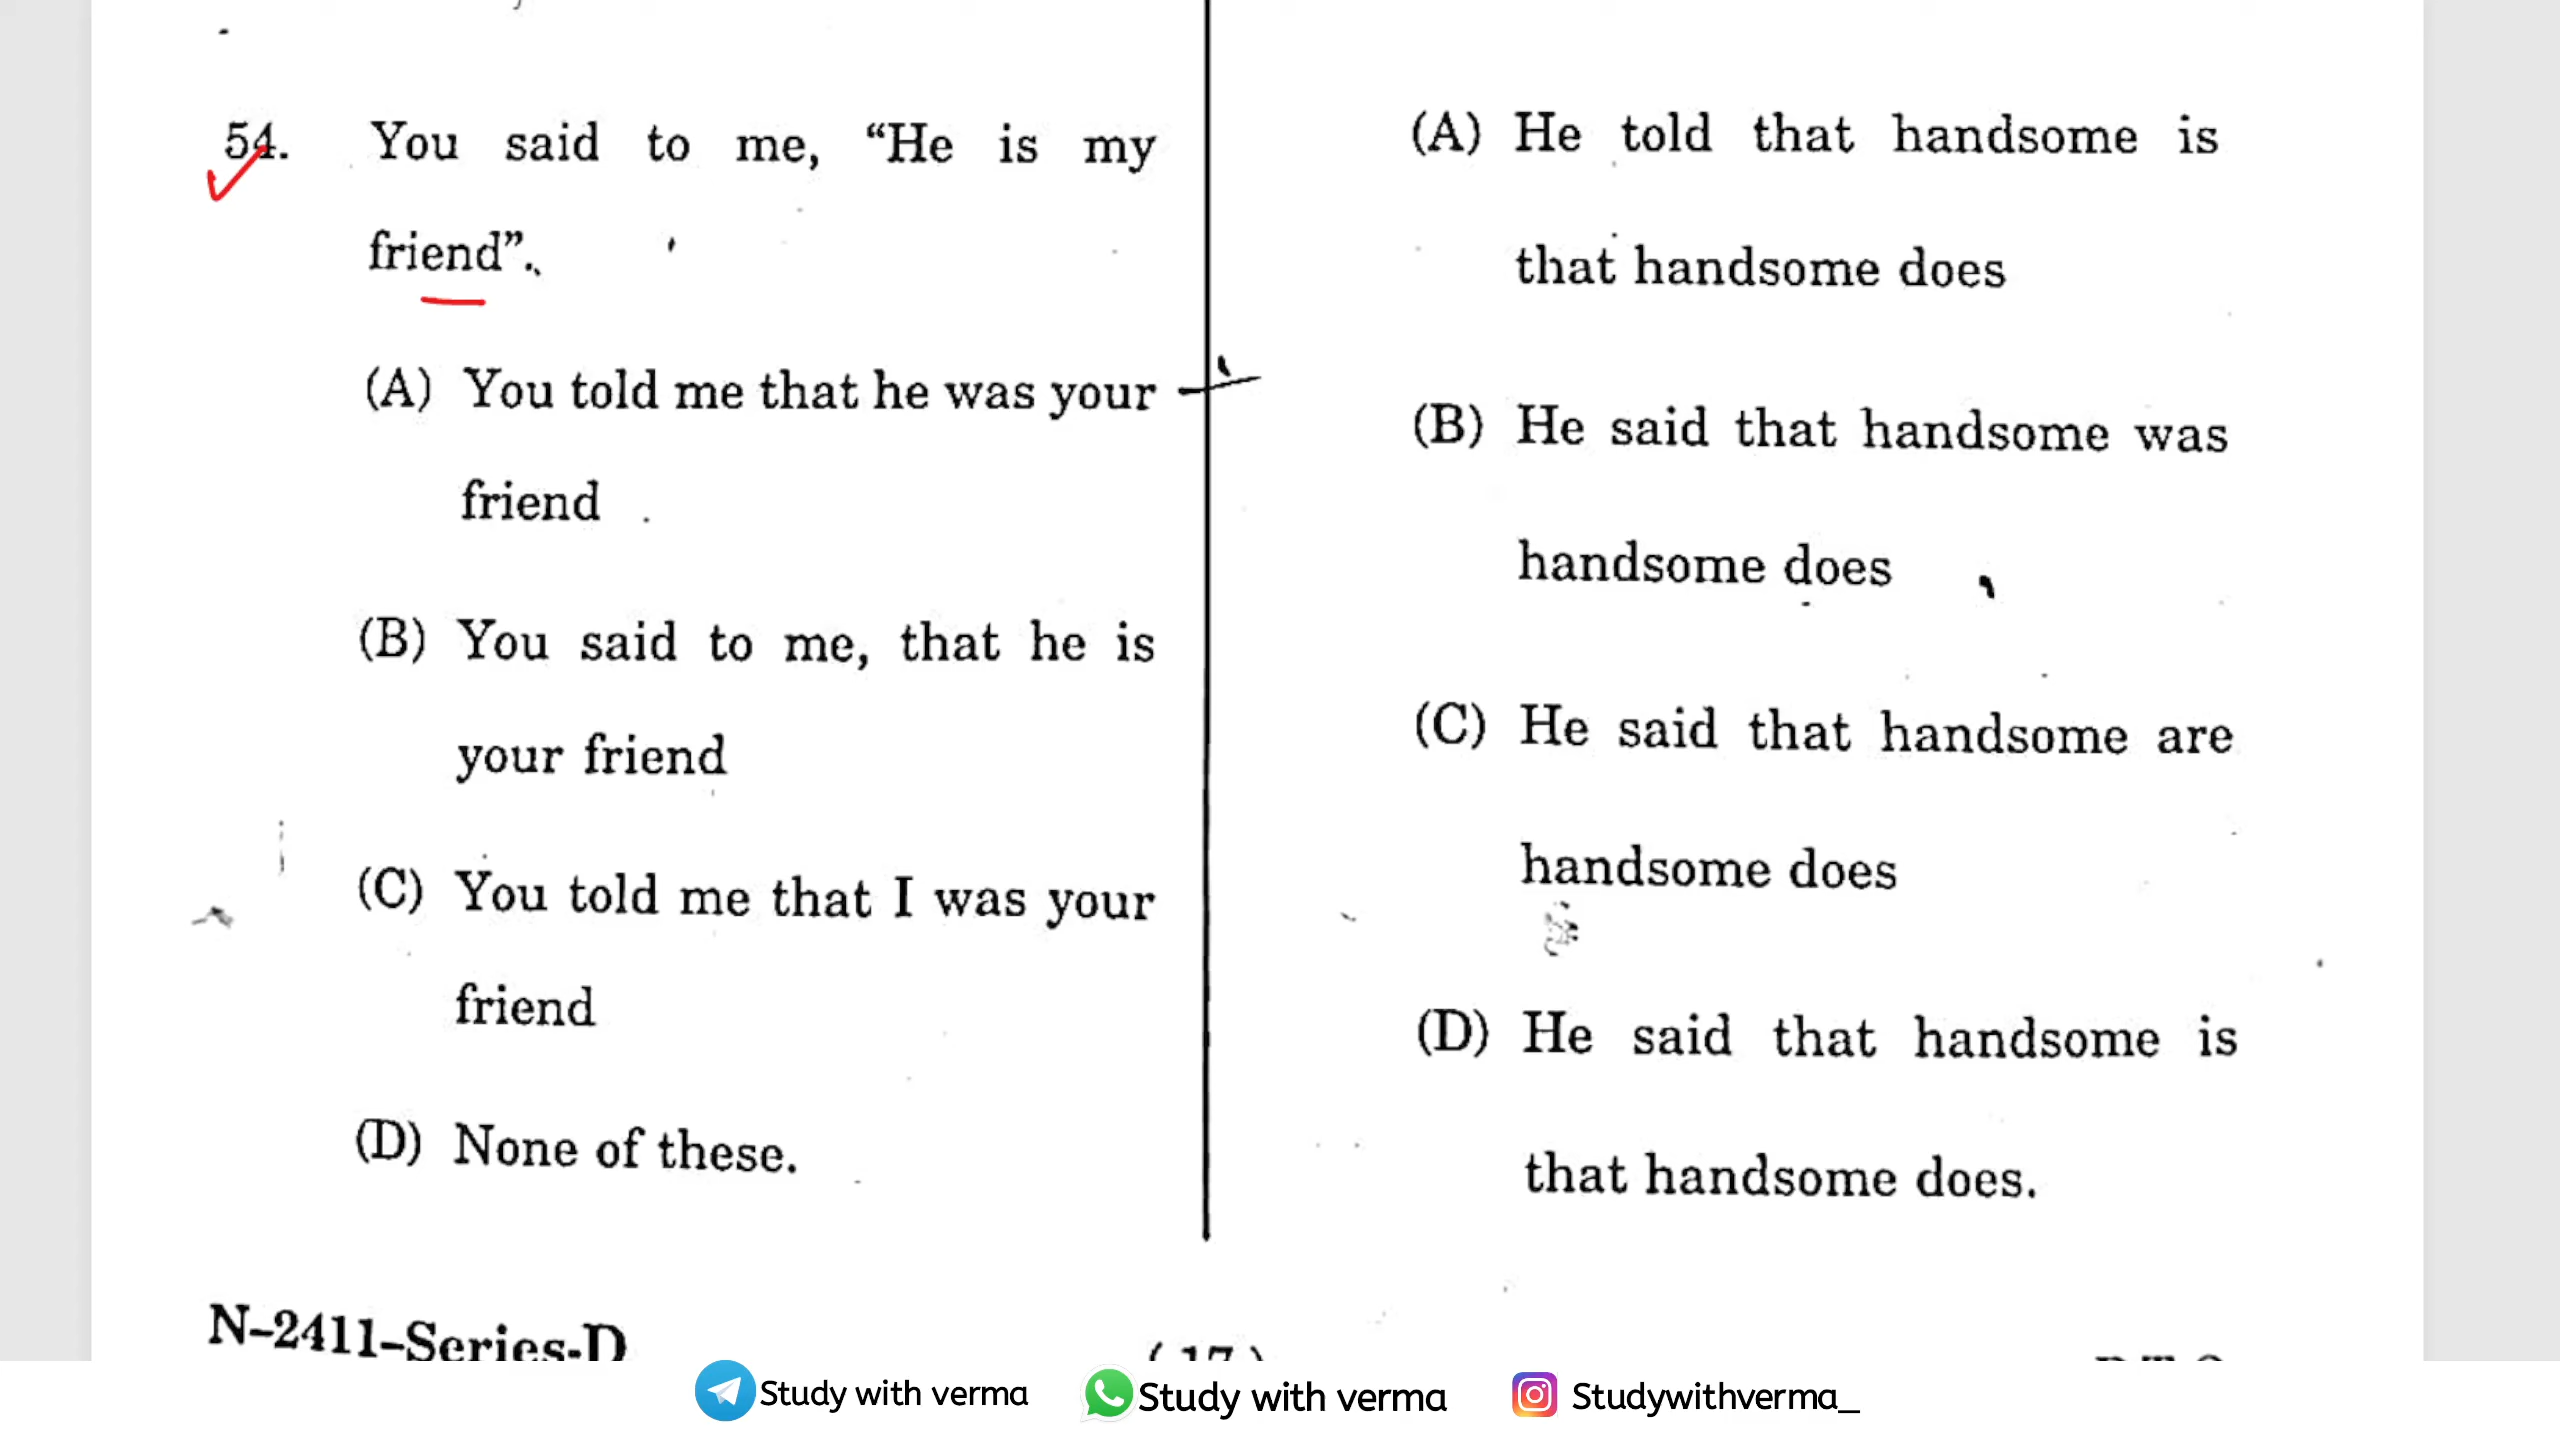 54. You said to me, “He is my
friend”.
(A) You told me that he was your
friend
(B) You said to me, that he is
your friend
(C) You told me that I was your
friend
(D) None of these.
(A) He told that handsome is
that handsome does
(B) He said that handsome was
handsome does
(C) He said that handsome are
handsome does
(D) He said that handsome is
that handsome does.
N–2411–Series-D
( 17 )
Study with verma
Study with verma
Studywithverma_